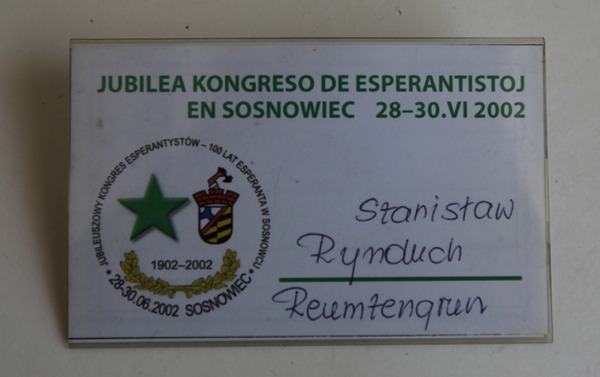 JUBILEA KONGRESO DE ESPERANTISTOJ
EN SOSNOWIEC 28–30.VI 2002
JUBILEUSZOWY KONGRES ESPERANTYSTÓW – 100 LAT ESPERANTA W SOSNOWCU
1902–2002
* 28-30.06.2002 SOSNOWIEC *
Stanisław
Rynduch
Reumtengrun